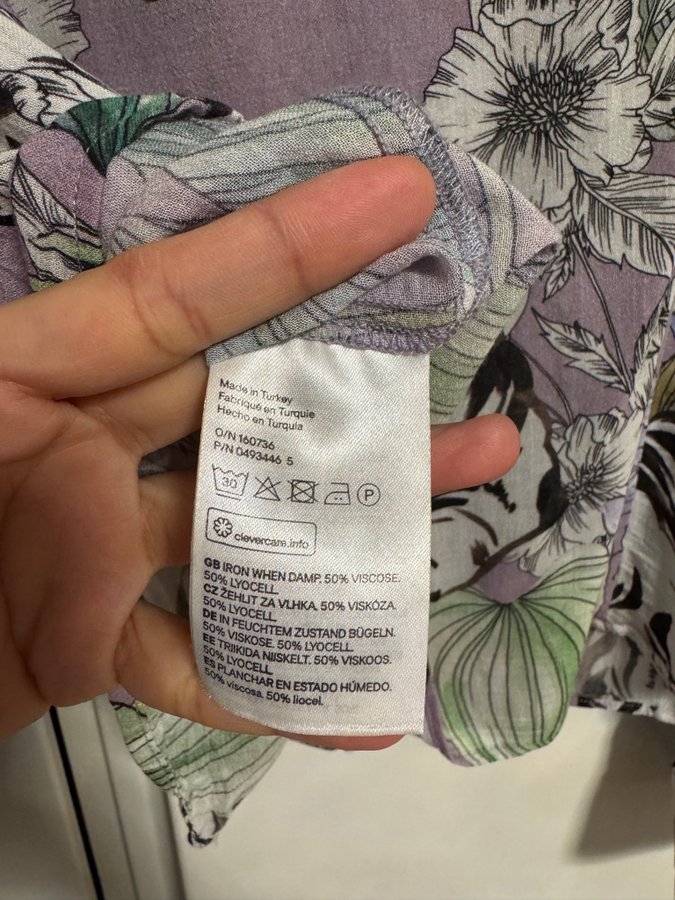 Made in Turkey
Fabriqué en Turquie
Hecho en Turquía
O/N 160736
P/N 0493446 5
30 P
clevercare.info
GB IRON WHEN DAMP. 50% VISCOSE.
50% LYOCELL
CZ ŽEHLIT ZA VLHKA. 50% VISKÓZA.
50% LYOCELL
DE IN FEUCHTEM ZUSTAND BÜGELN.
50% VISKOSE. 50% LYOCELL
EE TRIIKIDA NIISKELT. 50% VISKOOS.
50% LYOCELL
ES PLANCHAR EN ESTADO HÚMEDO.
50% viscosa. 50% liocel.